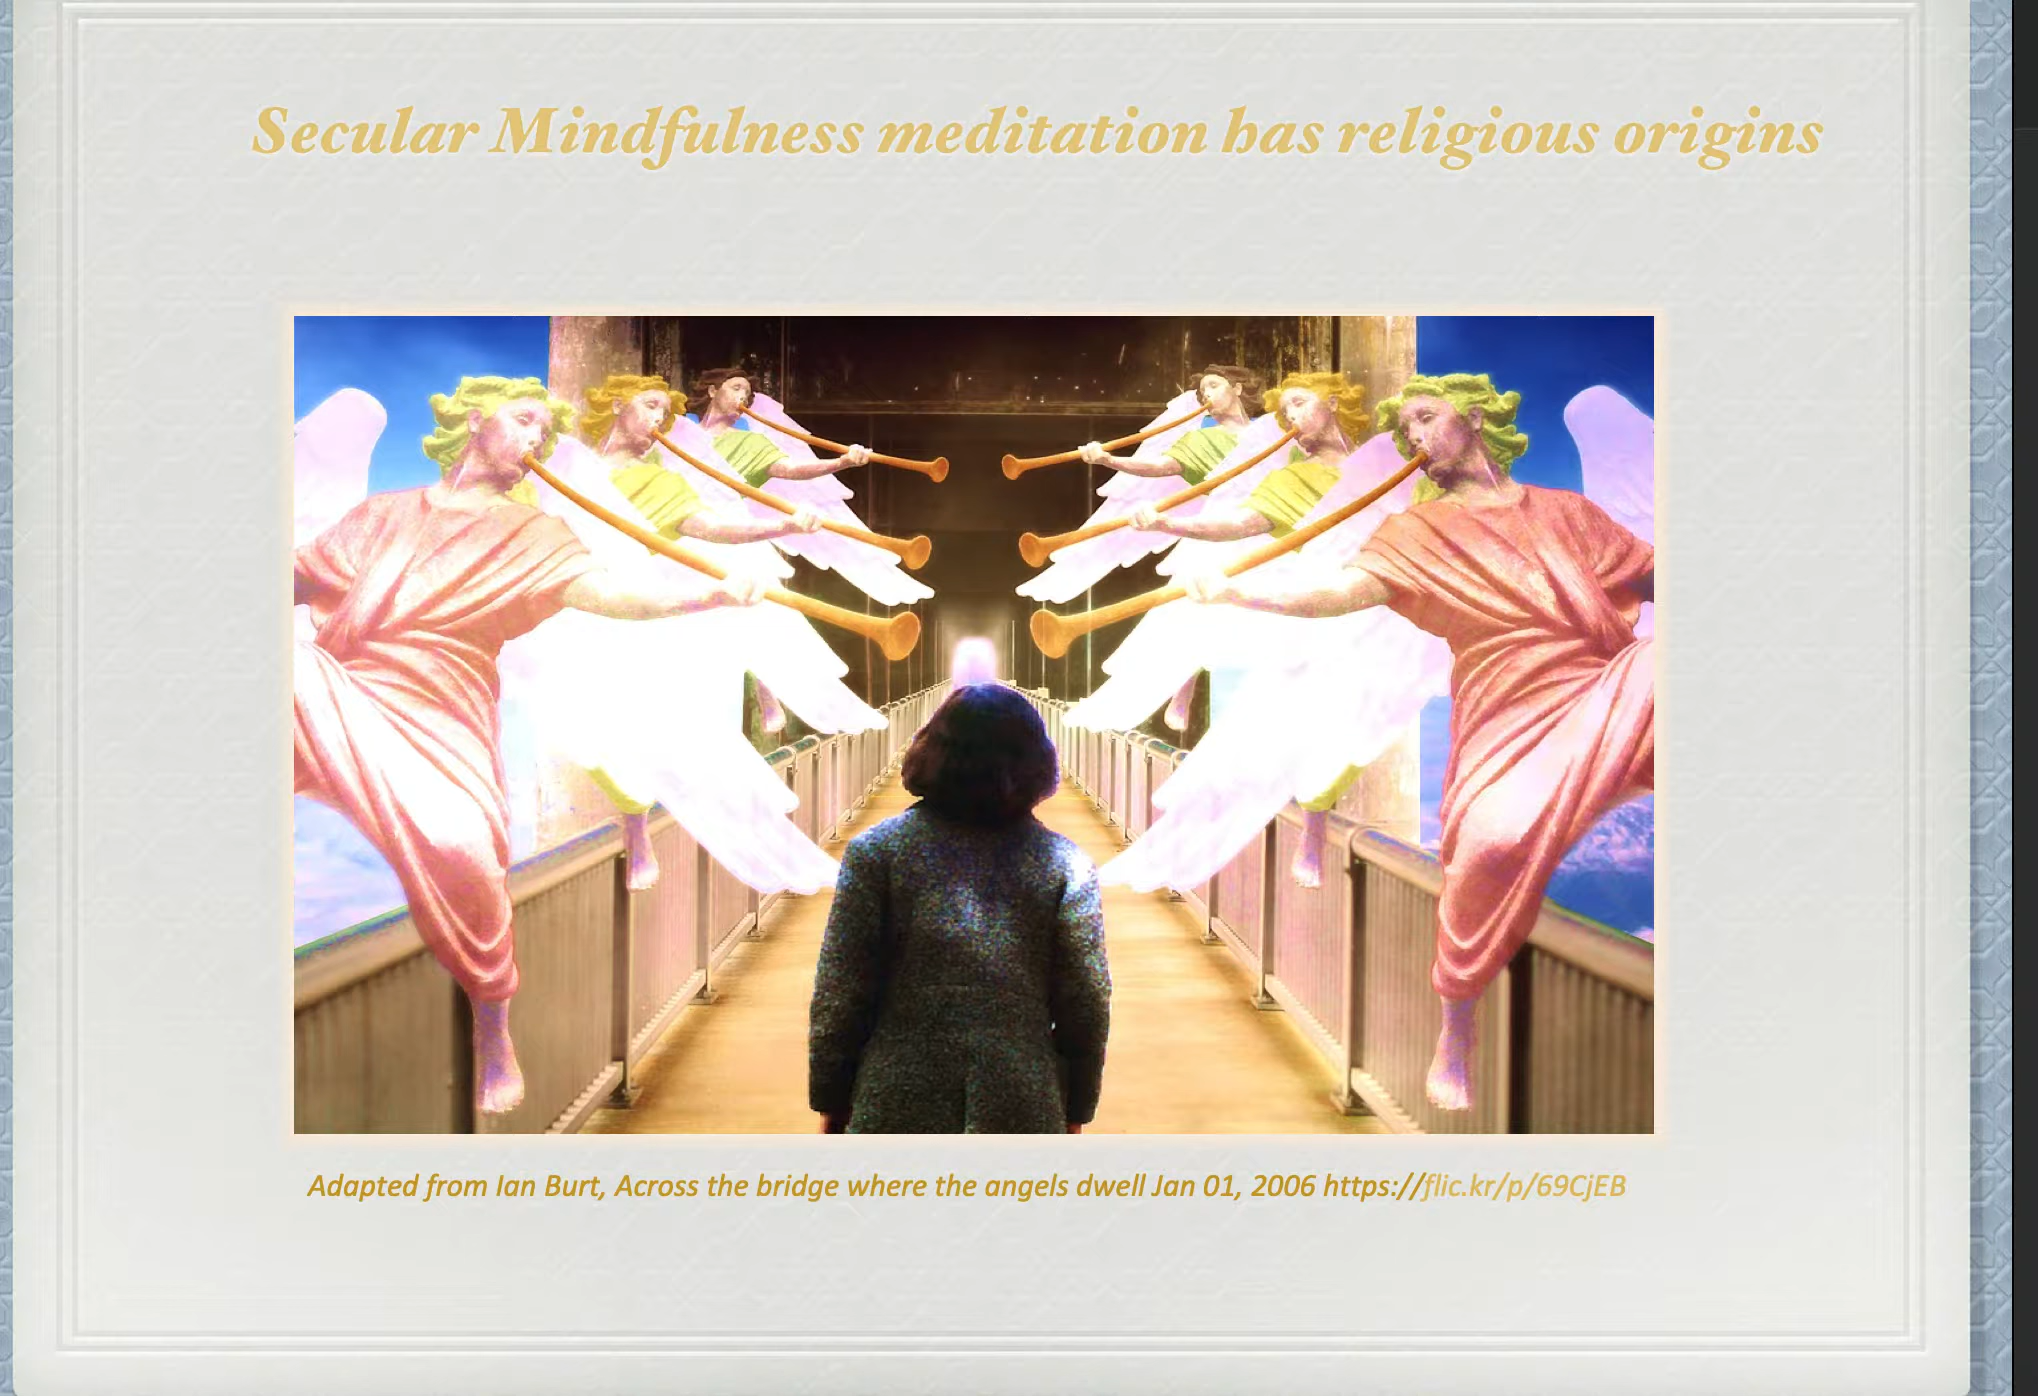 Secular Mindfulness meditation has religious origins
Adapted from Ian Burt, Across the bridge where the angels dwell Jan 01, 2006 https://flic.kr/p/69CjEB